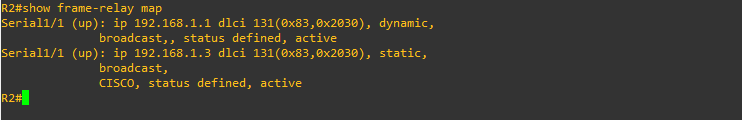 R2#show frame-relay map
Serial1/1 (up): ip 192.168.1.1 dlci 131(0x83,0x2030), dynamic,
              broadcast,, status defined, active
Serial1/1 (up): ip 192.168.1.3 dlci 131(0x83,0x2030), static,
              broadcast,
              CISCO, status defined, active
R2#